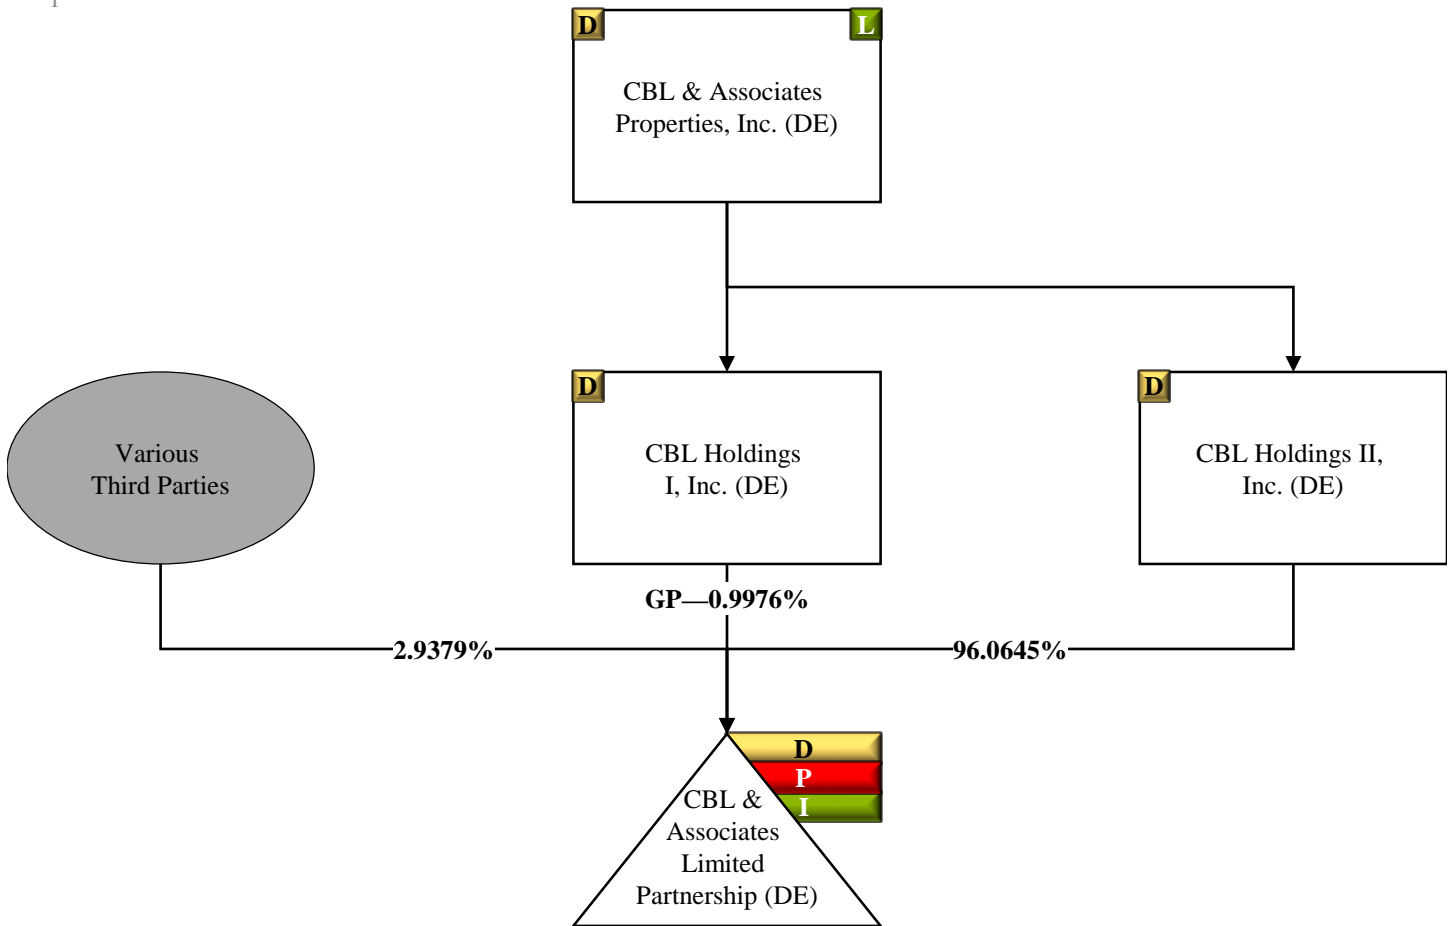 D
L
CBL & Associates
Properties, Inc. (DE)
Various
Third Parties
D
CBL Holdings
I, Inc. (DE)
D
CBL Holdings II,
Inc. (DE)
GP—0.9976%
2.9379%
96.0645%
D
P
I
CBL &
Associates
Limited
Partnership (DE)